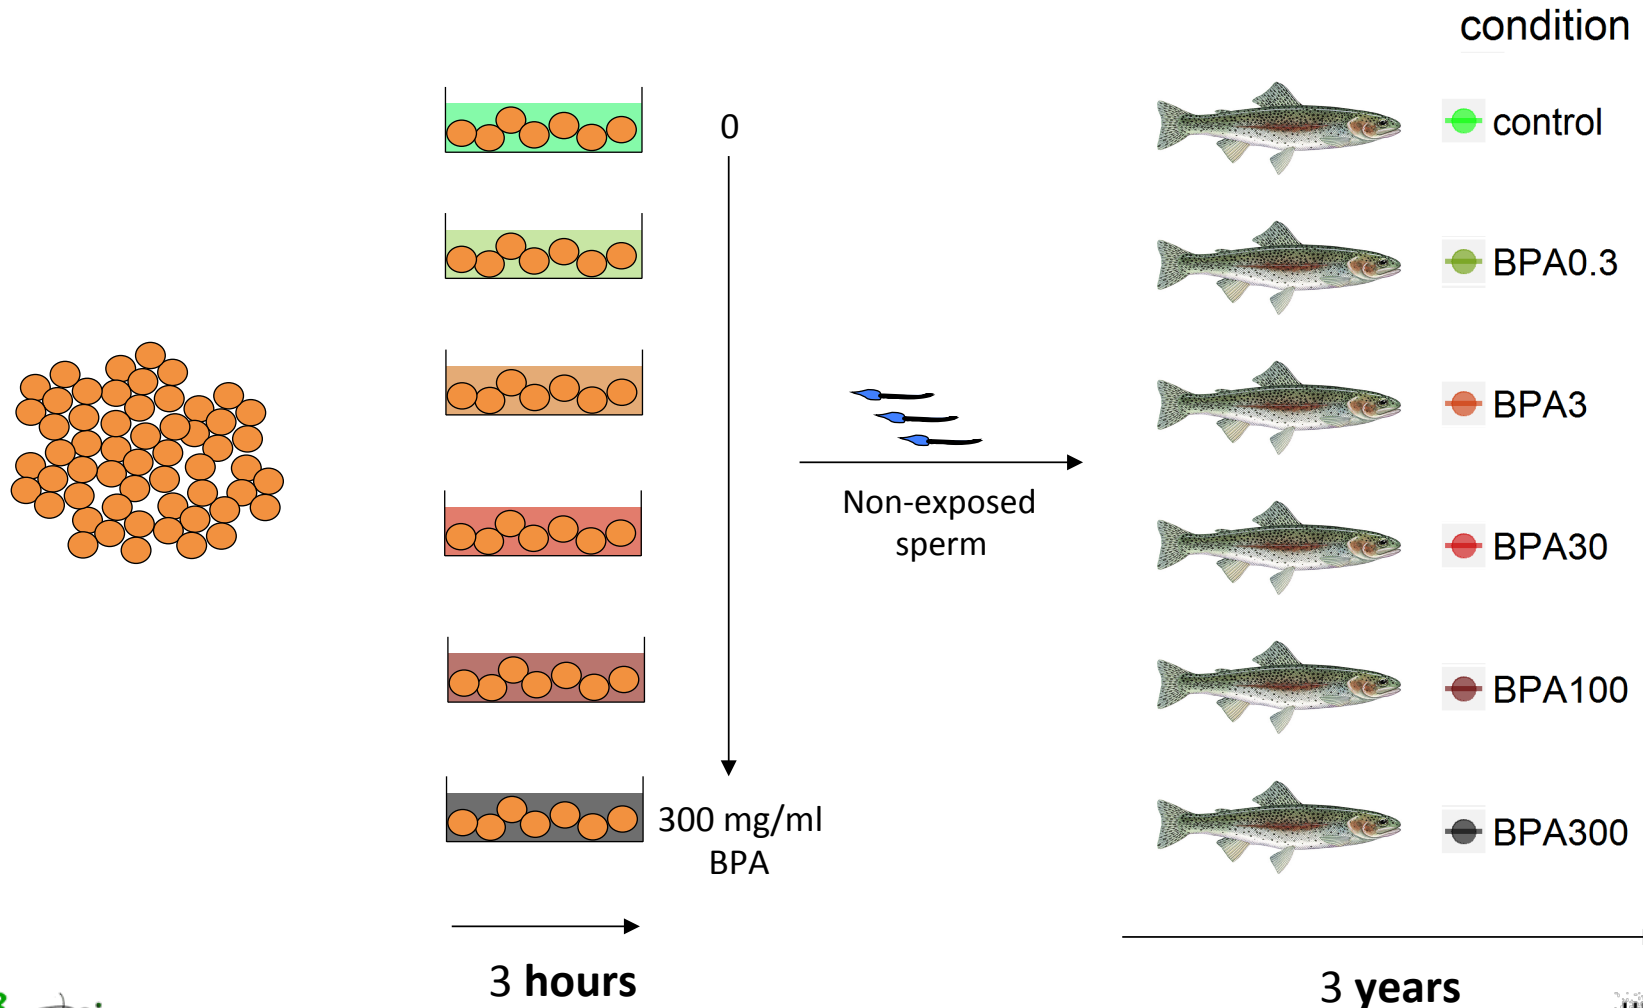 condition
0
control
BPA0.3
BPA3
Non-exposed
sperm
BPA30
BPA100
300 mg/ml
BPA
BPA300
3 hours
3 years